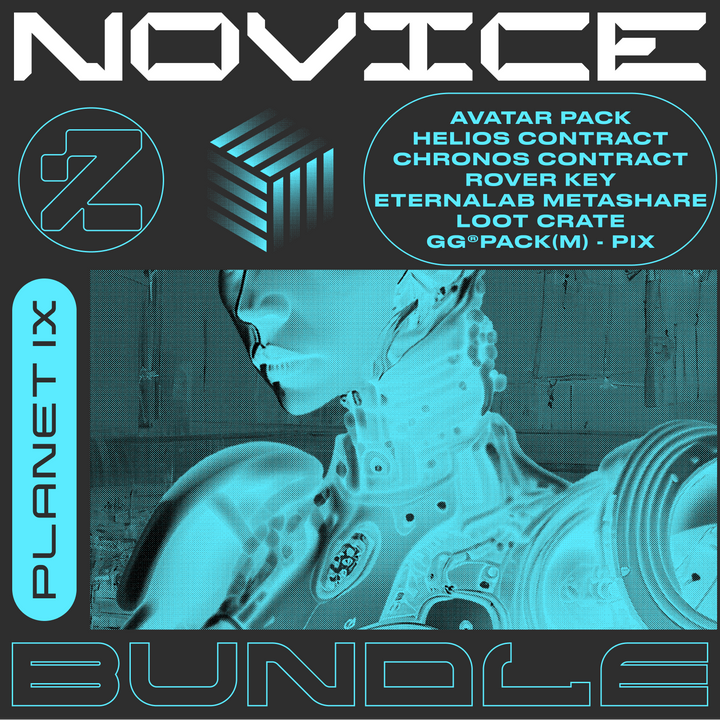 NOVICE
AVATAR PACK
HELIOS CONTRACT
CHRONOS CONTRACT
ROVER KEY
ETERNALAB METASHARE
LOOT CRATE
GG®PACK(M) - PIX
PLANET IX
BUNDLE